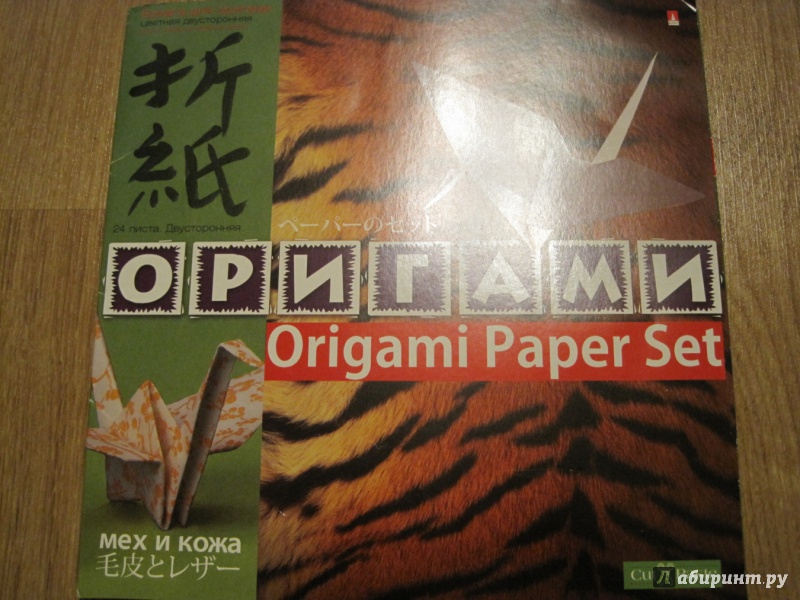 цветная двусторонняя
折
紙
24 листа. Двусторонняя
ペーパーのセット
ОРИГАМИ
Origami Paper Set
мех и кожа
毛皮とレザー
лабиринт.ру